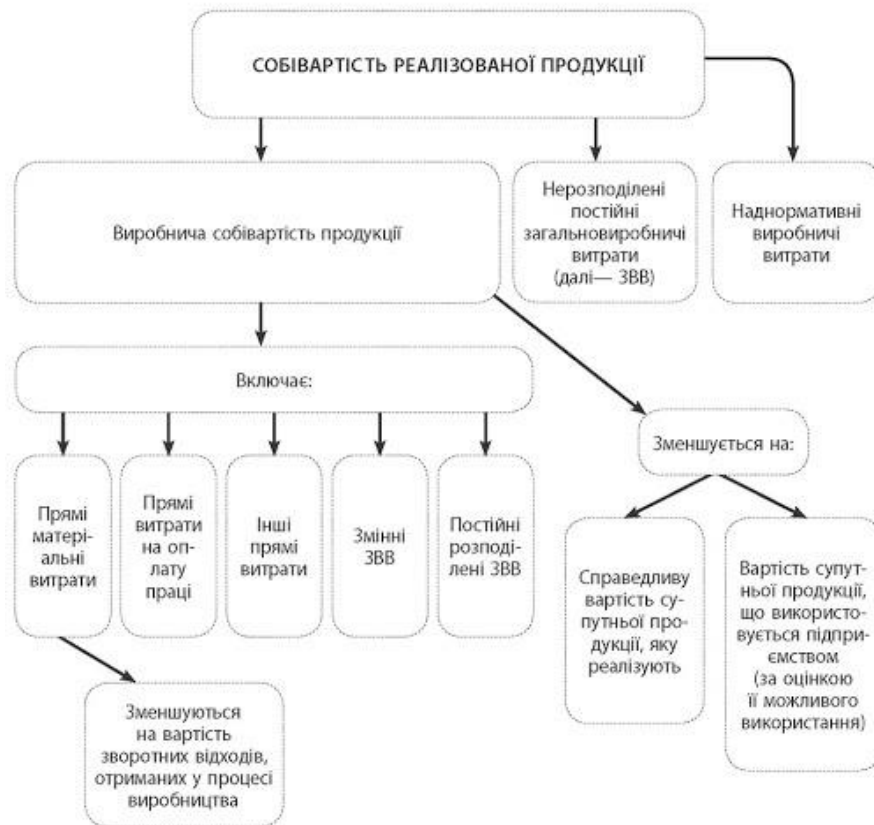 СОБІВАРТІСТЬ РЕАЛІЗОВАНОЇ ПРОДУКЦІЇ
Виробнича собівартість продукції
Нерозподілені
постійні
загальновиробничі
витрати
(далі— ЗВВ)
Наднормативні
виробничі
витрати
Включає:
Зменшується на:
Прямі
матері-
альні
витрати
Прямі
витрати
на оп-
лату
праці
Інші
прямі
витрати
Змінні
ЗВВ
Постійні
розподі-
лені ЗВВ
Справедливу
вартість су-
путньої про-
дукції, яку
реалізують
Вартість супут-
ньої продукції,
що використо-
вується підпри-
ємством
(за оцінкою
її можливого
використання)
Зменшуються
на вартість
зворотних відходів,
отриманих у процесі
виробництва